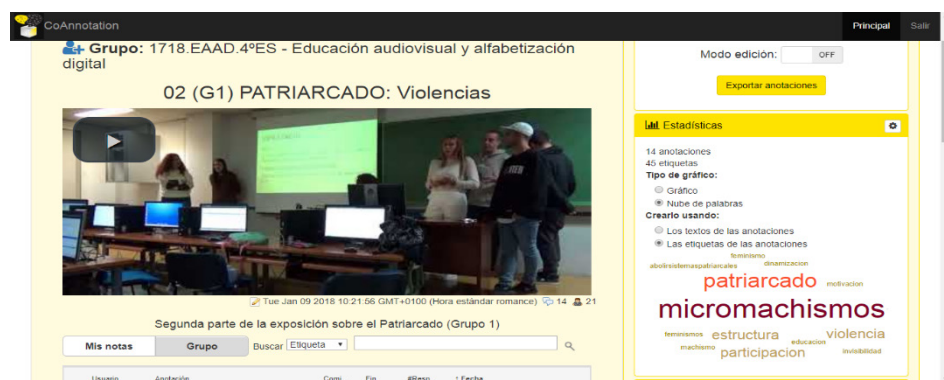 CoAnnotation
Principal
Salir
Grupo: 1718.EAAD.4ºES - Educación audiovisual y alfabetización
digital
02 (G1) PATRIARCADO: Violencias
Tue Jan 09 2018 10:21:56 GMT+0100 (Hora estándar romance) 14 21
Segunda parte de la exposición sobre el Patriarcado (Grupo 1)
Mis notas
Grupo
Buscar
Etiqueta
Usuario
Anotación
Comi
Fin
#Resp
Fecha
Modo edición:
OFF
Exportar anotaciones
Estadísticas
14 anotaciones
45 etiquetas
Tipo de gráfico:
Gráfico
Nube de palabras
Crearlo usando:
Los textos de las anotaciones
Las etiquetas de las anotaciones
feminismo
abolirsistemaspatriarcales
dinamizacion
patriarcado
motivacion
micromachismos
feminismos
estructura
educacion
violencia
machismo
participacion
invisibilidad